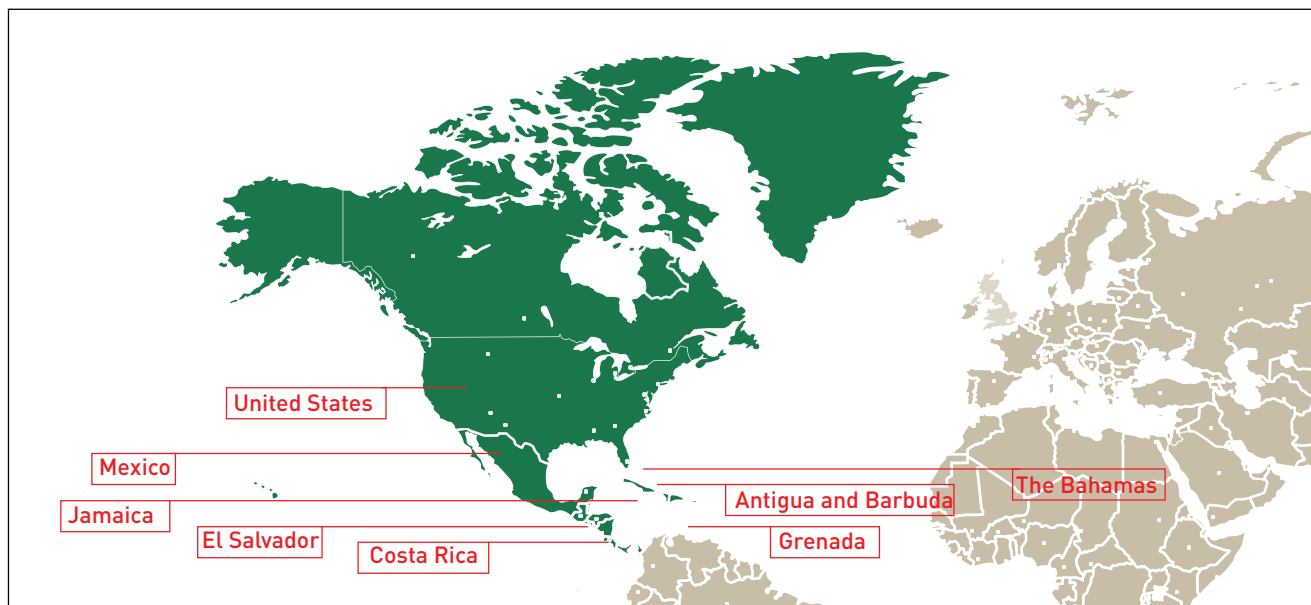 United States
Mexico
The Bahamas
Antigua and Barbuda
Jamaica
El Salvador
Grenada
Costa Rica